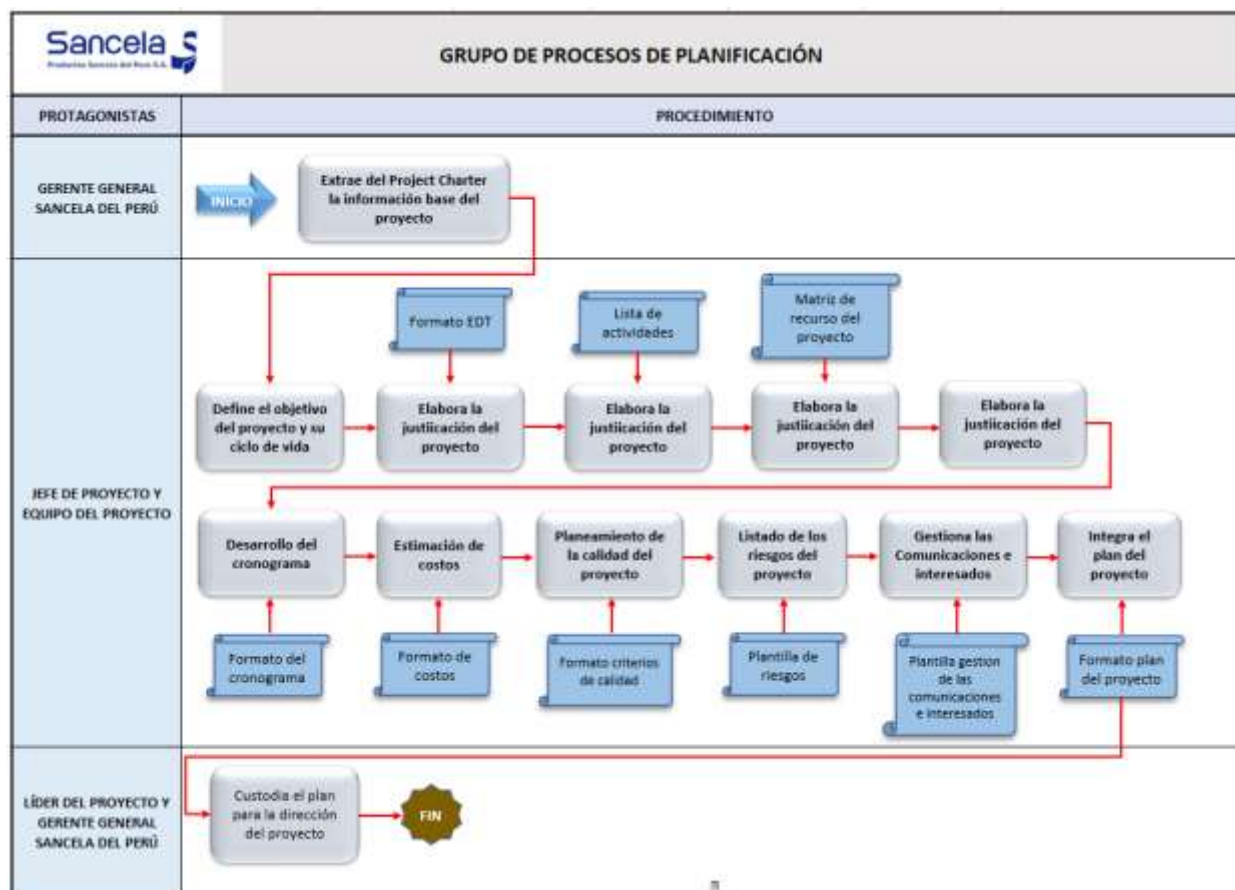 Sancela
Productos Sancela del Perú S.A.
GRUPO DE PROCESOS DE PLANIFICACIÓN
PROTAGONISTAS
PROCEDIMIENTO
GERENTE GENERAL
SANCELA DEL PERÚ
INICIO
Extrae del Project Charter
la información base del
proyecto
JEFE DE PROYECTO Y
EQUIPO DEL PROYECTO
Formato EDT
Lista de
actividades
Matriz de
recurso del
proyecto
Define el objetivo
del proyecto y su
ciclo de vida
Elabora la
justiicación del
proyecto
Elabora la
justiicación del
proyecto
Elabora la
justiicación del
proyecto
Elabora la
justiicación del
proyecto
Desarrollo del
cronograma
Estimación de
costos
Planeamiento de
la calidad del
proyecto
Listado de los
riesgos del
proyecto
Gestiona las
Comunicaciones e
interesados
Integra el
plan del
proyecto
Formato del
cronograma
Formato de
costos
Formato criterios
de calidad
Plantilla de
riesgos
Plantilla gestion
de las
comunicaciones
e interesados
Formato plan
del proyecto
LÍDER DEL PROYECTO Y
GERENTE GENERAL
SANCELA DEL PERÚ
Custodia el plan
para la dirección
del proyecto
FIN